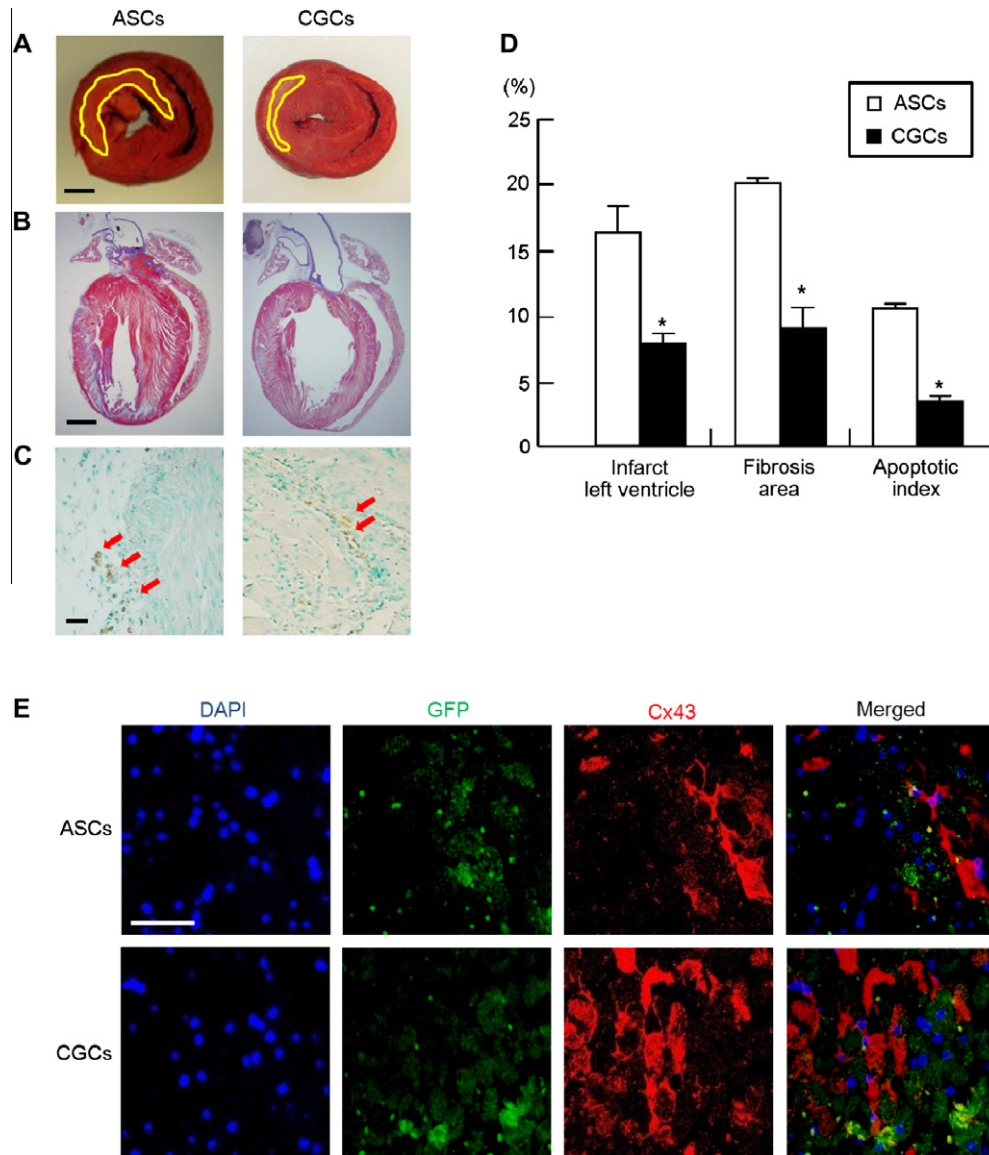 ASCs CGCs
A
B
C
D
(%)
25
20
15
10
5
0
ASCs
CGCs
*
*
*
Infarct
left ventricle
Fibrosis
area
Apoptotic
index
E
DAPI GFP Cx43 Merged
ASCs
CGCs